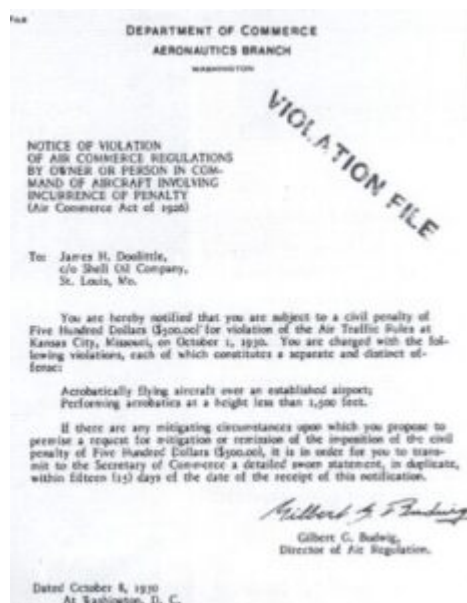 DEPARTMENT OF COMMERCE
AERONAUTICS BRANCH
WASHINGTON
VIOLATION FILE
NOTICE OF VIOLATION
OF AIR COMMERCE REGULATIONS
BY OWNER OR PERSON IN COM-
MAND OF AIRCRAFT INVOLVING
INCURRENCE OF PENALTY
(Air Commerce Act of 1926)
To: James H. Doolittle,
c/o Shell Oil Company,
St. Louis, Mo.
You are hereby notified that you are subject to a civil penalty of
Five Hundred Dollars ($500.00) for violation of the Air Traffic Rules at
Kansas City, Missouri, on October 1, 1930. You are charged with the fol-
lowing violations, each of which constitutes a separate and distinct of-
fense:
Acrobatically flying aircraft over an established airport;
Performing acrobatics at a height less than 1,500 feet.
If there are any mitigating circumstances upon which you propose to
premise a request for mitigation or remission of the imposition of the civil
penalty of Five Hundred Dollars ($500.00), it is in order for you to trans-
mit to the Secretary of Commerce a detailed sworn statement, in duplicate,
within fifteen (15) days of the date of the receipt of this notification.
Gilbert G. Budwig
Gilbert G. Budwig,
Director of Air Regulation.
Dated October 8, 1930
At Washington, D. C.